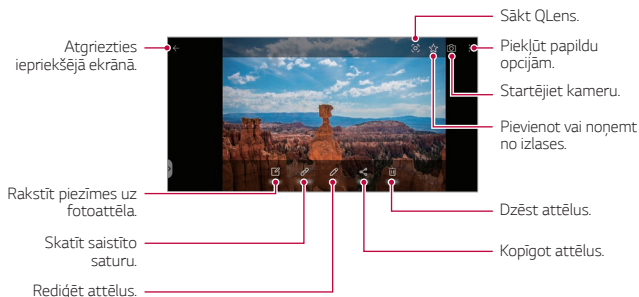 Sākt QLens.
Atgriezties
iepriekšējā ekrānā.
Piekļūt papildu
opcijām.
Startējiet kameru.
Pievienot vai noņemt
no izlases.
Rakstīt piezīmes uz
fotoattēla.
Dzēst attēlus.
Skatīt saistīto
saturu.
Kopīgot attēlus.
Rediģēt attēlus.